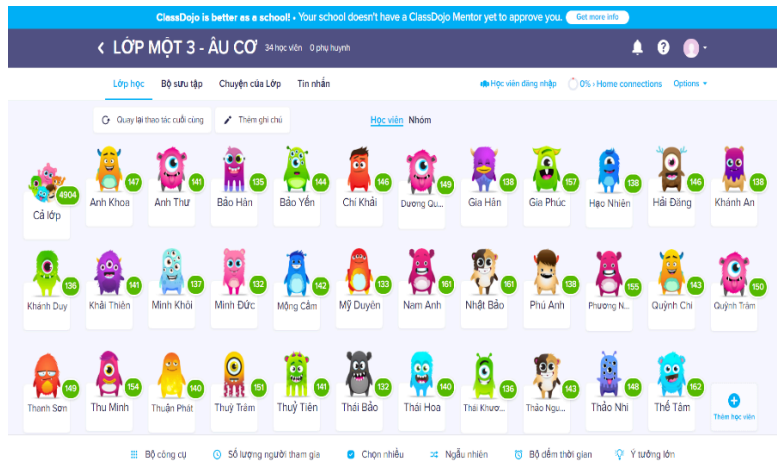 ClassDojo is better as a school! • Your school doesn't have a ClassDojo Mentor yet to approve you. Get more info
LỚP MỘT 3 - ÂU CƠ 34 học viên 0 phụ huynh
Lớp học Bộ sưu tập Chuyện của Lớp Tin nhắn Học viên đăng nhập 0% › Home connections Options
Quay lại thao tác cuối cùng Thêm ghi chú Học viên Nhóm
4904 147 141 135 144 146 149 138 157 138 146 138
Cả lớp Anh Khoa Anh Thư Bảo Hân Bảo Yến Chí Khải Dương Qu... Gia Hân Gia Phúc Hạo Nhiên Hải Đăng Khánh An
136 141 137 132 142 133 161 161 138 155 143 150
Khánh Duy Khải Thiên Minh Khôi Minh Đức Mộng Cầm Mỹ Duyên Nam Anh Nhật Bảo Phú Anh Phương N... Quỳnh Chi Quỳnh Trâm
149 154 140 151 141 132 140 136 143 148 162
Thanh Sơn Thu Minh Thuận Phát Thuỳ Trâm Thuỷ Tiên Thái Bảo Thái Hoa Thái Khươ... Thảo Ngu... Thảo Nhi Thế Tâm Thêm học viên
Bộ công cụ Số lượng người tham gia Chọn nhiều Ngẫu nhiên Bộ đếm thời gian Ý tưởng lớn